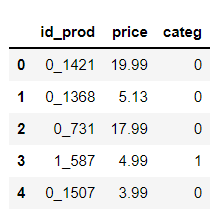 id_prod price categ
0 0_1421 19.99 0
1 0_1368 5.13 0
2 0_731 17.99 0
3 1_587 4.99 1
4 0_1507 3.99 0